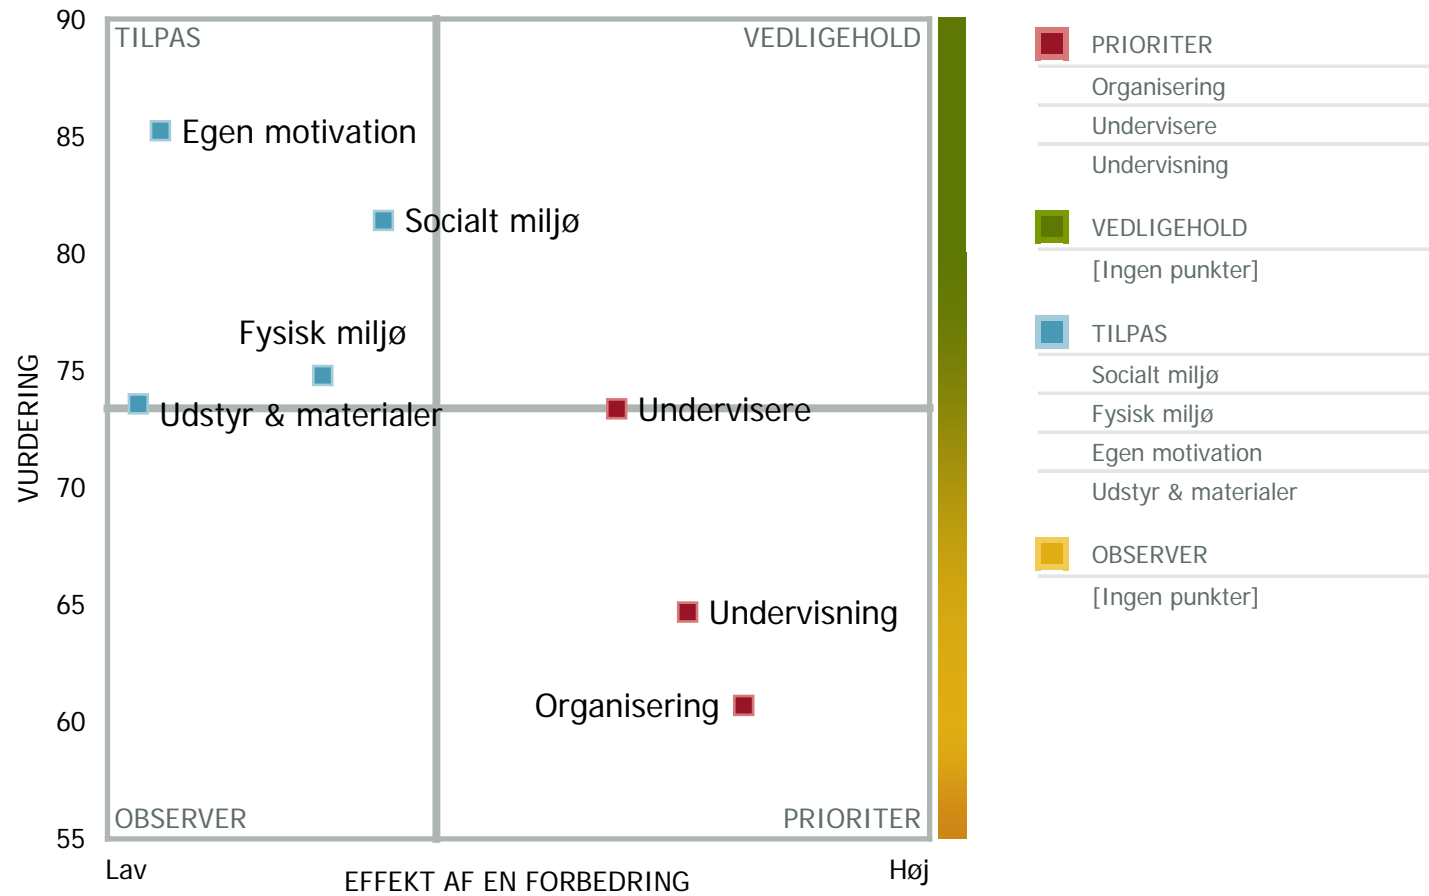 90
TILPAS
VEDLIGEHOLD
85
Egen motivation
Socialt miljø
80
Fysisk miljø
75
Udstyr & materialer
Undervisere
VURDERING
70
65
Undervisning
Organisering
60
OBSERVER
PRIORITER
55
Lav
Høj
EFFEKT AF EN FORBEDRING
PRIORITER
Organisering
Undervisere
Undervisning
VEDLIGEHOLD
[Ingen punkter]
TILPAS
Socialt miljø
Fysisk miljø
Egen motivation
Udstyr & materialer
OBSERVER
[Ingen punkter]